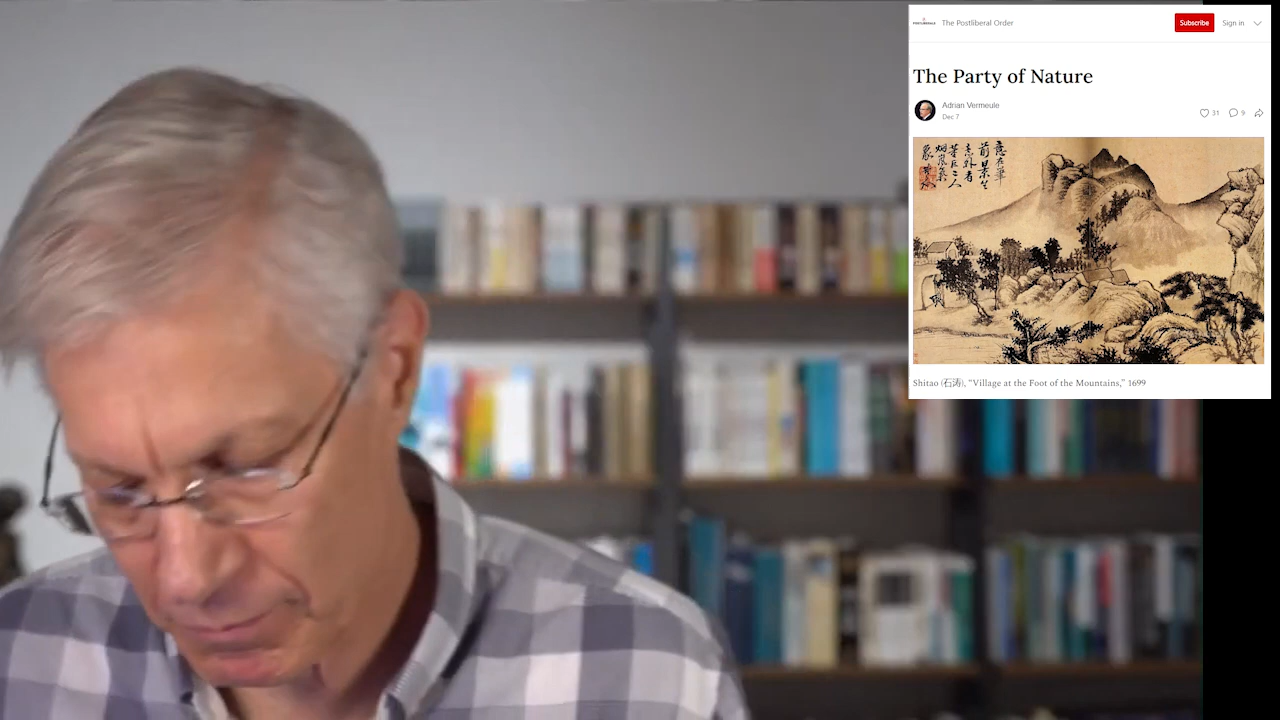 The Postliberal Order
Subscribe
Sign in
The Party of Nature
Adrian Vermeule
Dec 7
31
9
Shitao (石涛), “Village at the Foot of the Mountains,” 1699